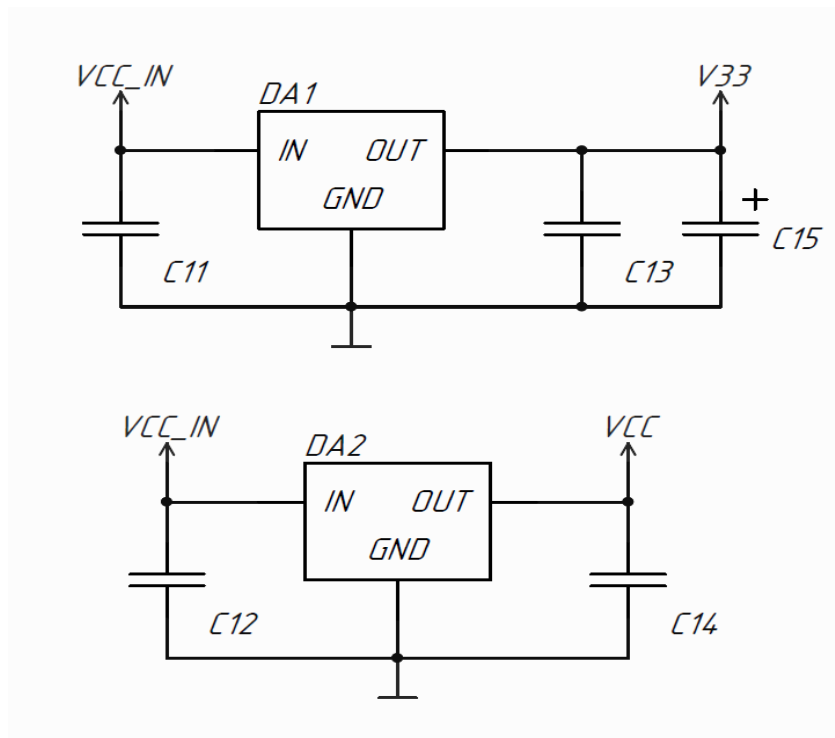 VCC_IN V33
DA1
IN OUT
GND
+
C11 C13 C15
VCC_IN VCC
DA2
IN OUT
GND
C12 C14